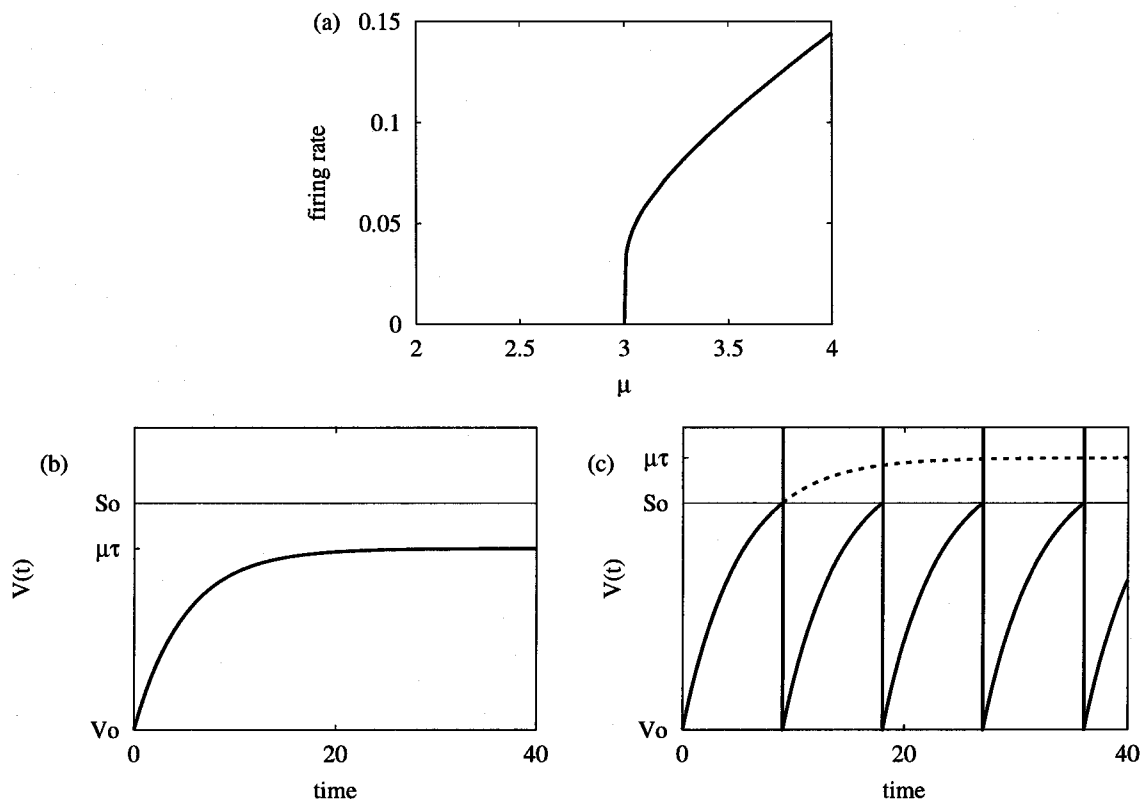 (a)
0.15
0.1
0.05
0
firing rate
2 2.5 3 3.5 4
μ
(b)
So
μτ
Vo
V(t)
0 20 40
time
(c)
μτ
So
Vo
V(t)
0 20 40
time